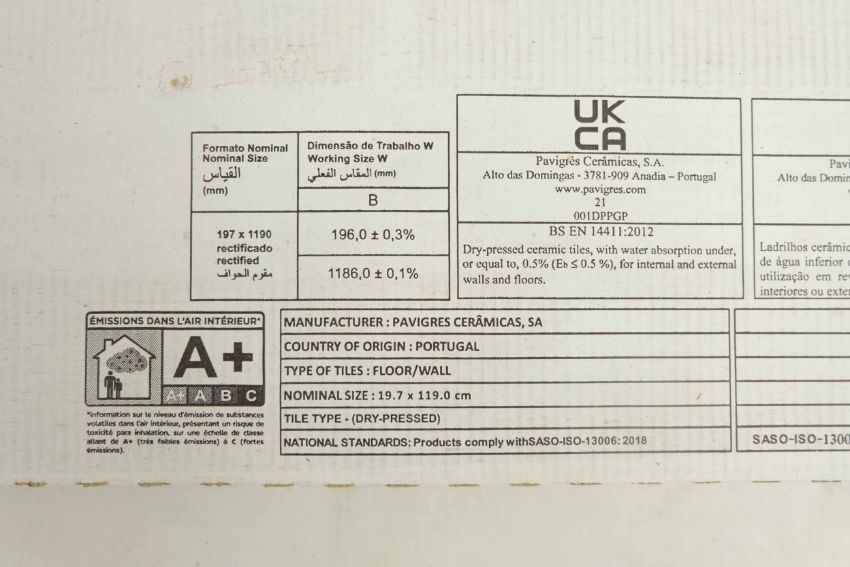 Formato Nominal
Nominal Size
القياس
(mm)
Dimensão de Trabalho W
Working Size W
المقاس الفعلي (mm)
B
197 x 1190
rectificado
rectified
مقوم الحواف
196,0 ± 0,3%
1186,0 ± 0,1%
UK
CA
Pavigrés Cerâmicas, S.A.
Alto das Domingas - 3781-909 Anadia – Portugal
www.pavigres.com
21
001DPPGP
BS EN 14411:2012
Dry-pressed ceramic tiles, with water absorption under,
or equal to, 0.5% (Eb ≤ 0.5 %), for internal and external
walls and floors.
Pavi
Alto das Domin
Ladrilhos cerâmic
de água inferior
utilização em re
interiores ou exte
ÉMISSIONS DANS L'AIR INTÉRIEUR*
A+
A+ A B C
*Information sur le niveau d'émission de substances
volatiles dans l'air intérieur, présentant un risque de
toxicité para inhalation, sur une échelle de classe
allant de A+ (très faibles émissions) à C (fortes
émissions).
MANUFACTURER : PAVIGRES CERÂMICAS, SA
COUNTRY OF ORIGIN : PORTUGAL
TYPE OF TILES : FLOOR/WALL
NOMINAL SIZE : 19.7 x 119.0 cm
TILE TYPE - (DRY-PRESSED)
NATIONAL STANDARDS: Products comply withSASO-ISO-13006: 2018
SASO-ISO-1300